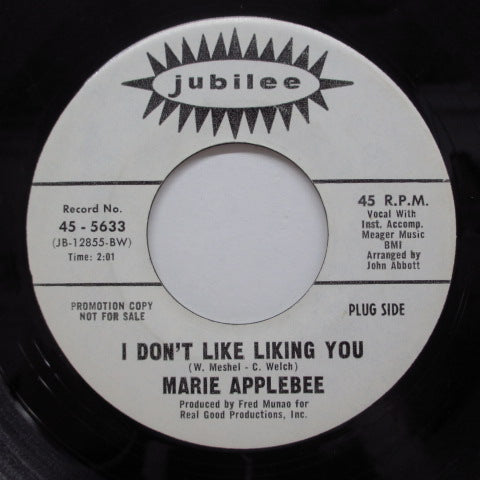 jubilee
Record No.
45 - 5633
(JB-12855-BW)
Time: 2:01
45 R.P.M.
Vocal With
Inst. Accomp.
Meager Music
BMI
Arranged by
John Abbott
PROMOTION COPY
NOT FOR SALE
PLUG SIDE
I DON'T LIKE LIKING YOU
(W. Meshel - C. Welch)
MARIE APPLEBEE
Produced by Fred Munao for
Real Good Productions, Inc.